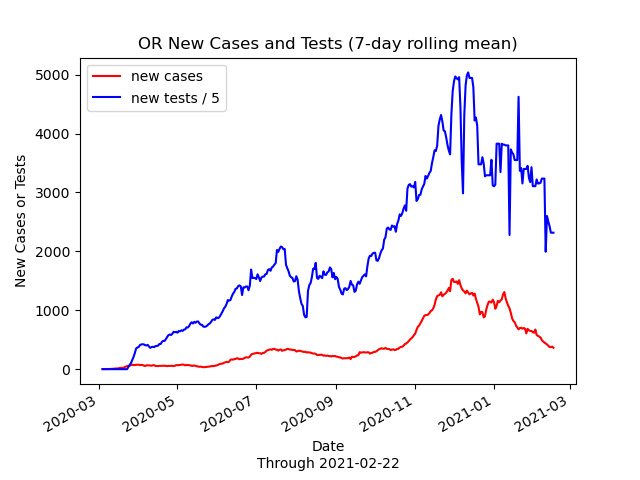 OR New Cases and Tests (7-day rolling mean)
new cases
new tests / 5
New Cases or Tests
5000
4000
3000
2000
1000
0
2020-03
2020-05
2020-07
2020-09
2020-11
2021-01
2021-03
Date
Through 2021-02-22